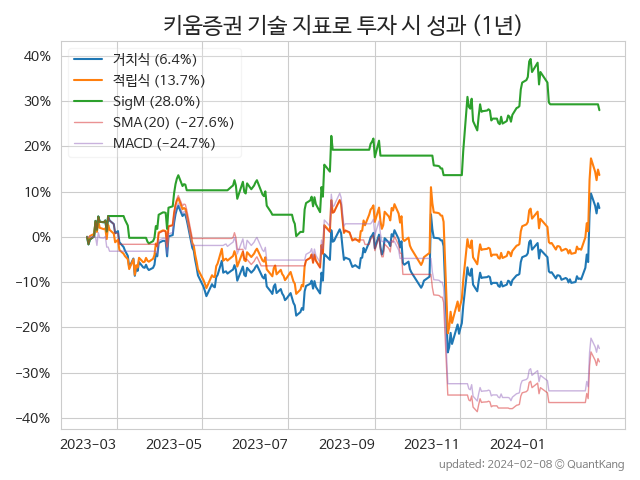 키움증권 기술 지표로 투자 시 성과 (1년)
40%
30%
20%
10%
0%
−10%
−20%
−30%
−40%
거치식 (6.4%)
적립식 (13.7%)
SigM (28.0%)
SMA(20) (−27.6%)
MACD (−24.7%)
2023-03
2023-05
2023-07
2023-09
2023-11
2024-01
updated: 2024-02-08 © QuantKang